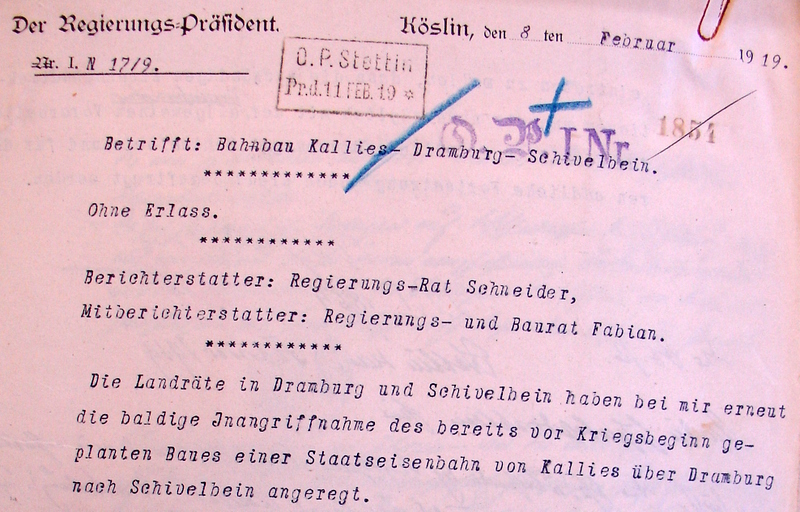 Der Regierungs-Präsident.
Köslin, den 8 ten Februar 1919.
Nr. I. N 17/9.
O.P. Stettin
Pr.d. 11 FEB. 19 *
O. P. I Nr. 1854
Betrifft: Bahnbau Kallies- Dramburg- Schivelbein.
*************
Ohne Erlass.
************
Berichterstatter: Regierungs-Rat Schneider,
Mitberichterstatter: Regierungs- und Baurat Fabian.
************
Die Landräte in Dramburg und Schivelbein haben bei mir erneut
die baldige Jnangriffnahme des bereits vor Kriegsbeginn ge-
planten Baues einer Staatseisenbahn von Kallies über Dramburg
nach Schivelbein angeregt.